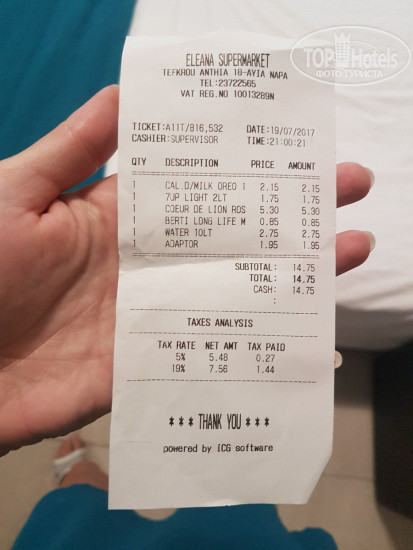 TOP Hotels
ФОТО ТУРИСТА
ELEANA SUPERMARKET
TEFKROU ANTHIA 18-AYIA NAPA
TEL:23722565
VAT REG.NO 10013289N
TICKET:A11T/816,532 DATE:19/07/2017
CASHIER:SUPERVISOR TIME:21:00:21
QTY DESCRIPTION PRICE AMOUNT
1 CAL.D/MILK OREO 1 2.15 2.15
1 7UP LIGHT 2LT 1.75 1.75
1 COEUR DE LION ROS 5.30 5.30
1 BERTI LONG LIFE M 0.85 0.85
1 WATER 10LT 2.75 2.75
1 ADAPTOR 1.95 1.95
SUBTOTAL: 14.75
TOTAL: 14.75
CASH: 14.75
:
TAXES ANALYSIS
TAX RATE NET AMT TAX PAID
5% 5.48 0.27
19% 7.56 1.44
*** THANK YOU ***
powered by ICG software